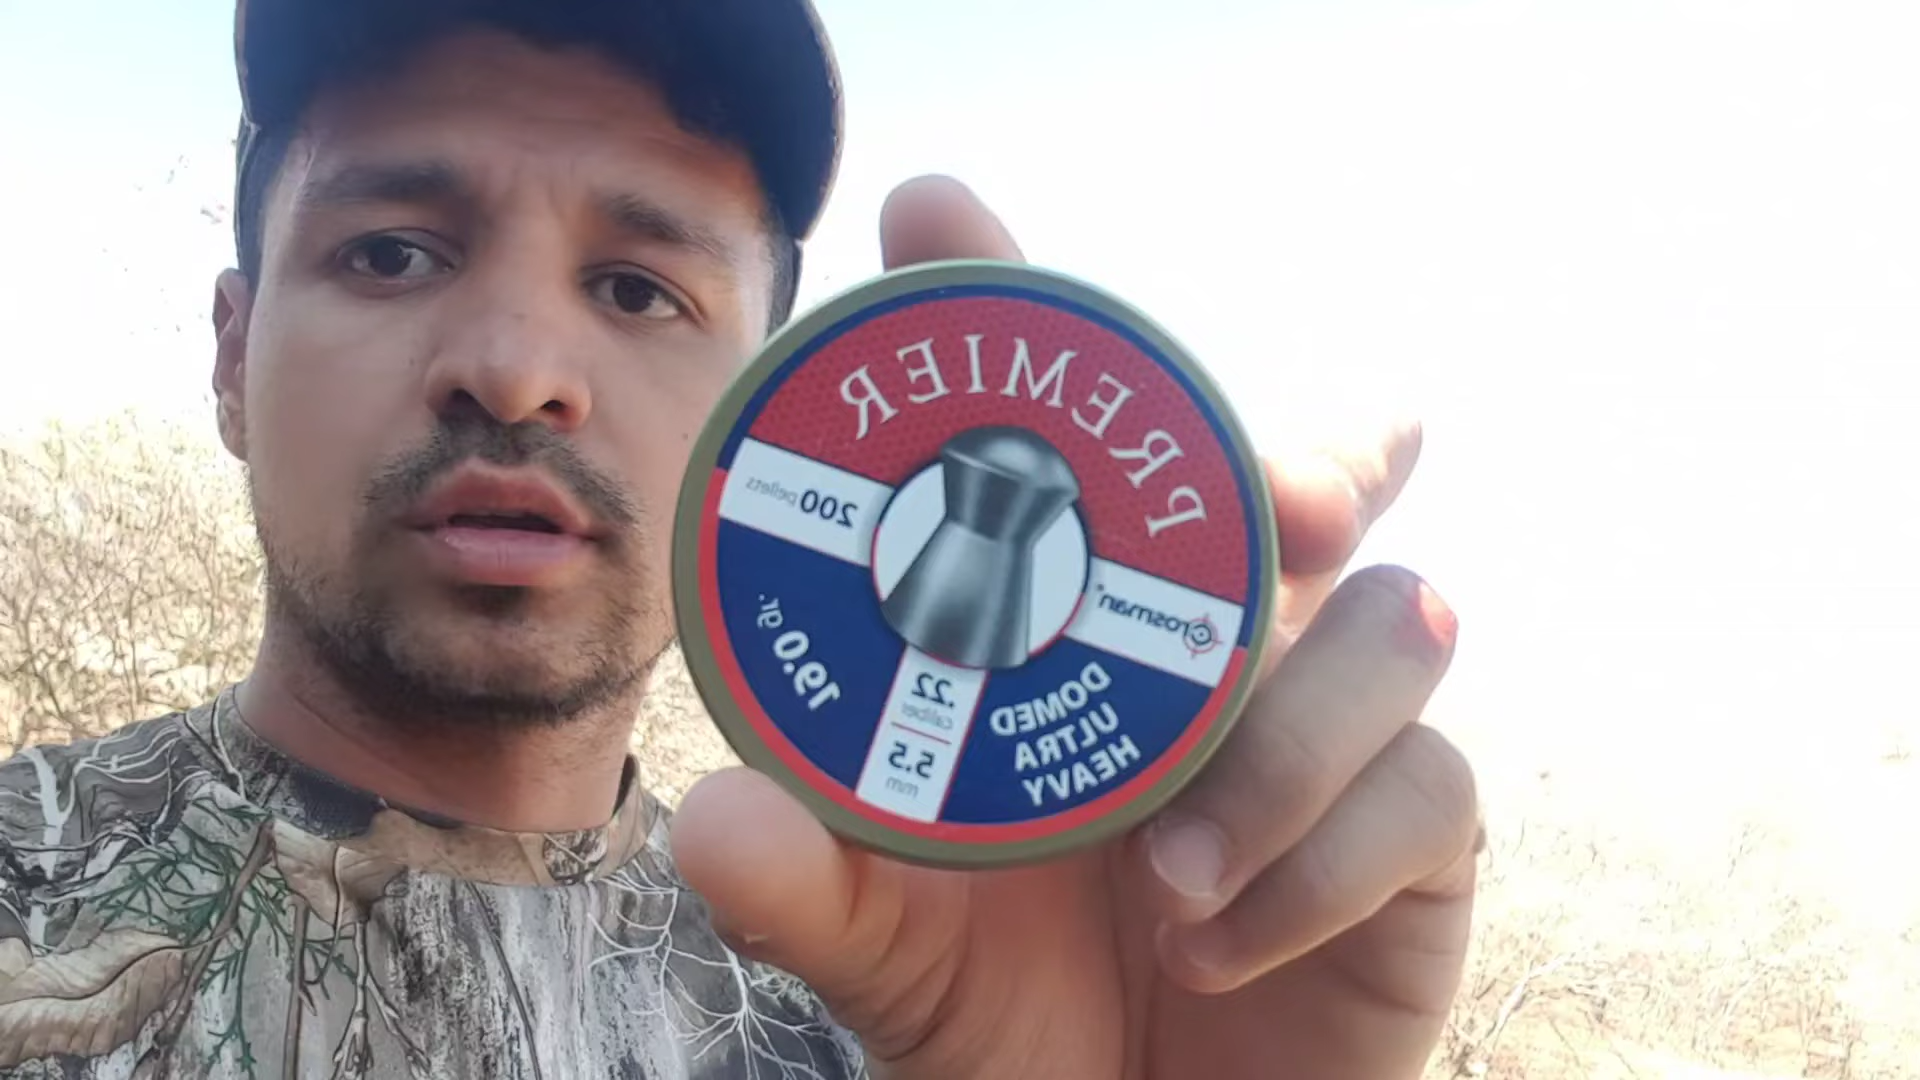 PREMIER
Crosman®
200 pellets
DOMED
ULTRA
HEAVY
.22
caliber
5.5
mm
19.0 gr.